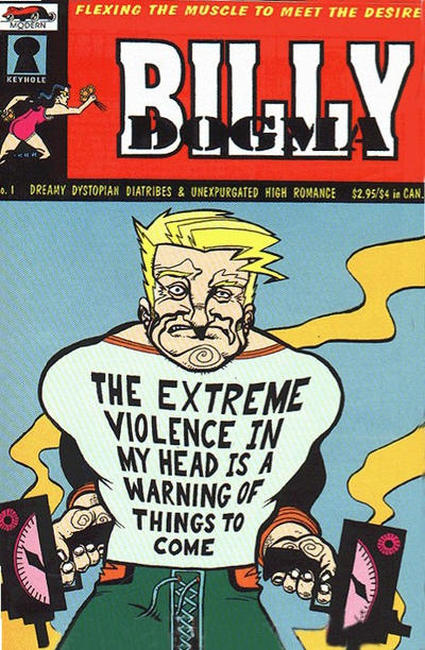 FLEXING THE MUSCLE TO MEET THE DESIRE
MODERN
KEYHOLE
BILLY
DOGMA
o. 1 DREAMY DYSTOPIAN DIATRIBES & UNEXPURGATED HIGH ROMANCE $2.95/$4 in CAN.
THE EXTREME
VIOLENCE IN
MY HEAD IS A
WARNING OF
THINGS TO
COME